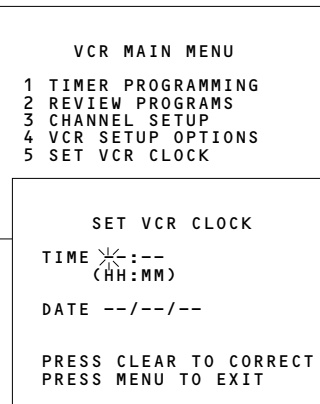 VCR MAIN MENU
1 TIMER PROGRAMMING
2 REVIEW PROGRAMS
3 CHANNEL SETUP
4 VCR SETUP OPTIONS
5 SET VCR CLOCK
SET VCR CLOCK
TIME --:--
(HH:MM)
DATE --/--/--
PRESS CLEAR TO CORRECT
PRESS MENU TO EXIT